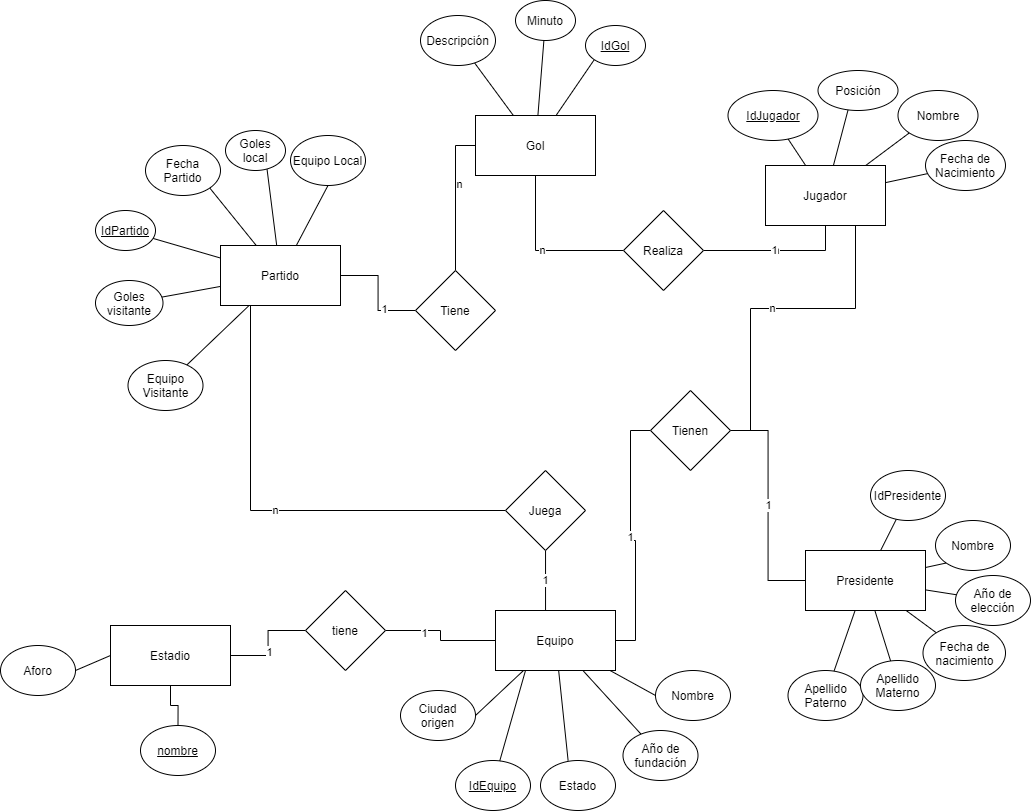 Minuto
Descripción
IdGol
Posición
IdJugador
Nombre
Gol
Goles
local
Equipo Local
Fecha
Partido
Fecha de
Nacimiento
n
Jugador
IdPartido
n
Realiza
1
Partido
Goles
visitante
1
Tiene
n
Equipo
Visitante
Tienen
IdPresidente
1
n
Juega
1
Nombre
1
Presidente
Año de
elección
1
tiene
1
Equipo
Estadio
1
Fecha de
nacimiento
Aforo
Apellido
Paterno
Apellido
Materno
Nombre
Ciudad
origen
nombre
Año de
fundación
IdEquipo
Estado